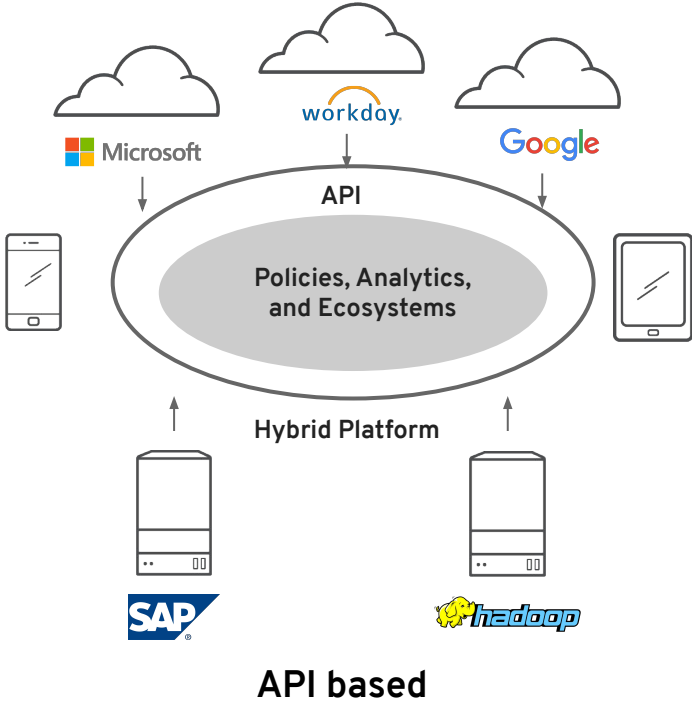 workday.
Microsoft
Google
API
Policies, Analytics,
and Ecosystems
Hybrid Platform
SAP®
hadoop
API based